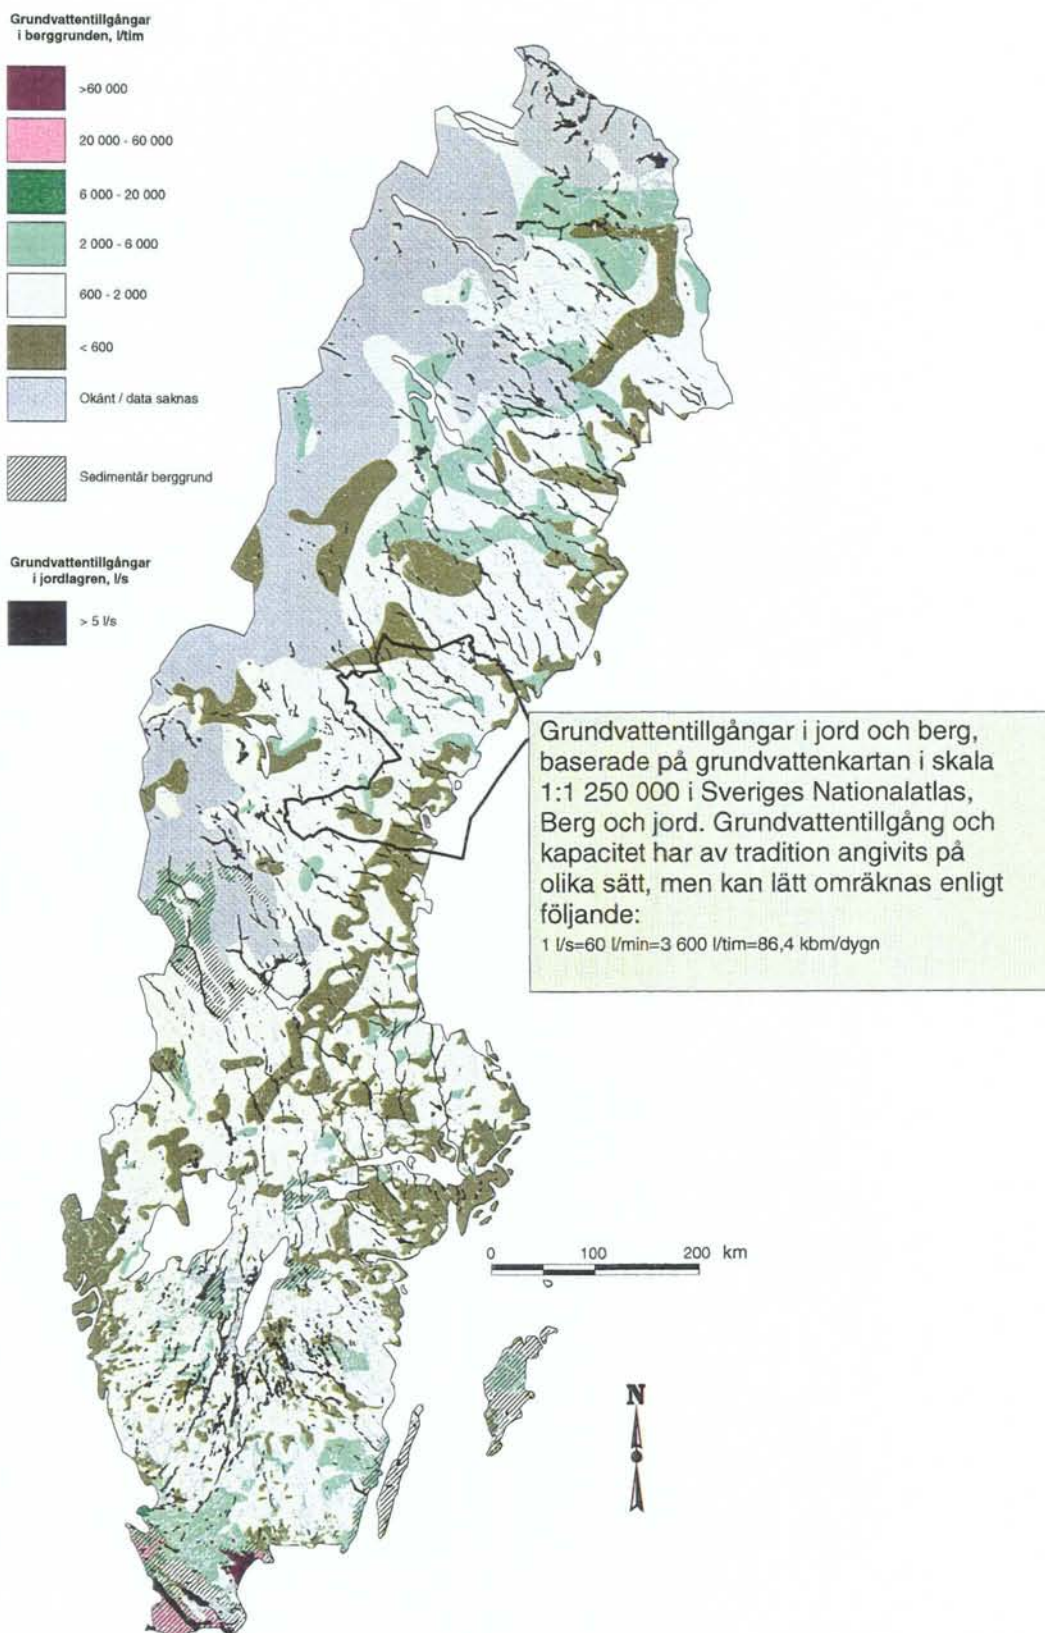 Grundvattentillgångar
i berggrunden, l/tim
>60 000
20 000 - 60 000
6 000 - 20 000
2 000 - 6 000
600 - 2 000
< 600
Okänt / data saknas
Sedimentär berggrund
Grundvattentillgångar
i jordlagren, l/s
> 5 l/s
Grundvattentillgångar i jord och berg,
baserade på grundvattenkartan i skala
1:1 250 000 i Sveriges Nationalatlas,
Berg och jord. Grundvattentillgång och
kapacitet har av tradition angivits på
olika sätt, men kan lätt omräknas enligt
följande:
1 l/s=60 l/min=3 600 l/tim=86,4 kbm/dygn
0 100 200 km
N